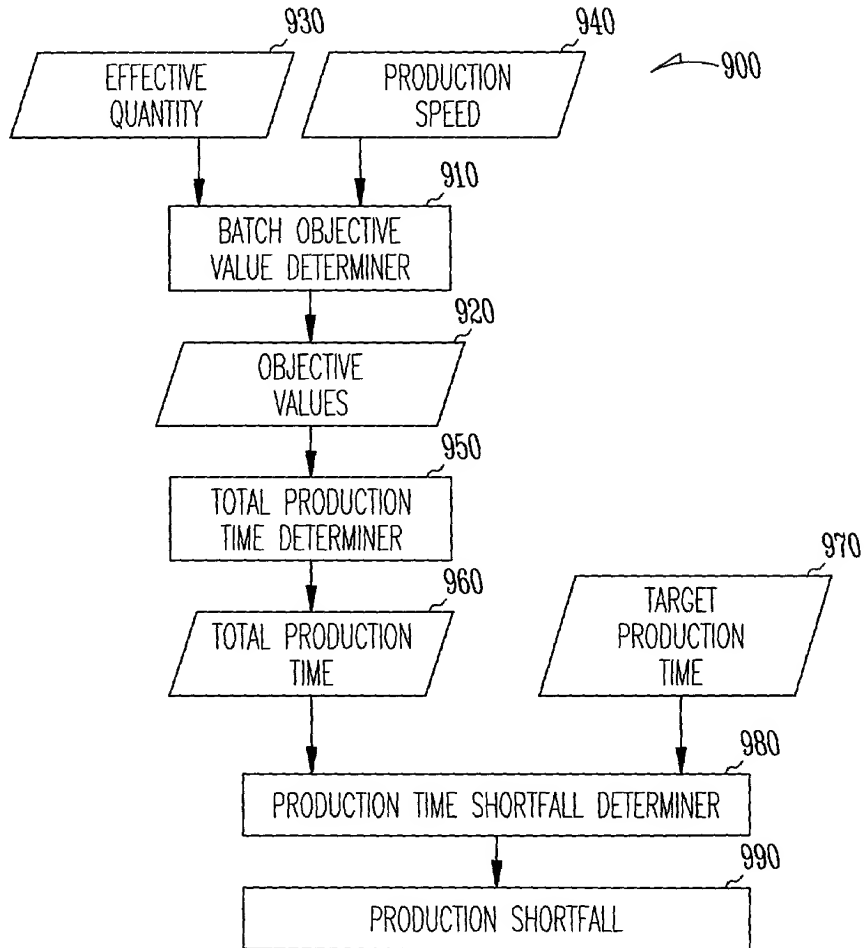 930
940
900
EFFECTIVE
QUANTITY
PRODUCTION
SPEED
910
BATCH OBJECTIVE
VALUE DETERMINER
920
OBJECTIVE
VALUES
950
TOTAL PRODUCTION
TIME DETERMINER
960
TOTAL PRODUCTION
TIME
970
TARGET
PRODUCTION
TIME
980
PRODUCTION TIME SHORTFALL DETERMINER
990
PRODUCTION SHORTFALL